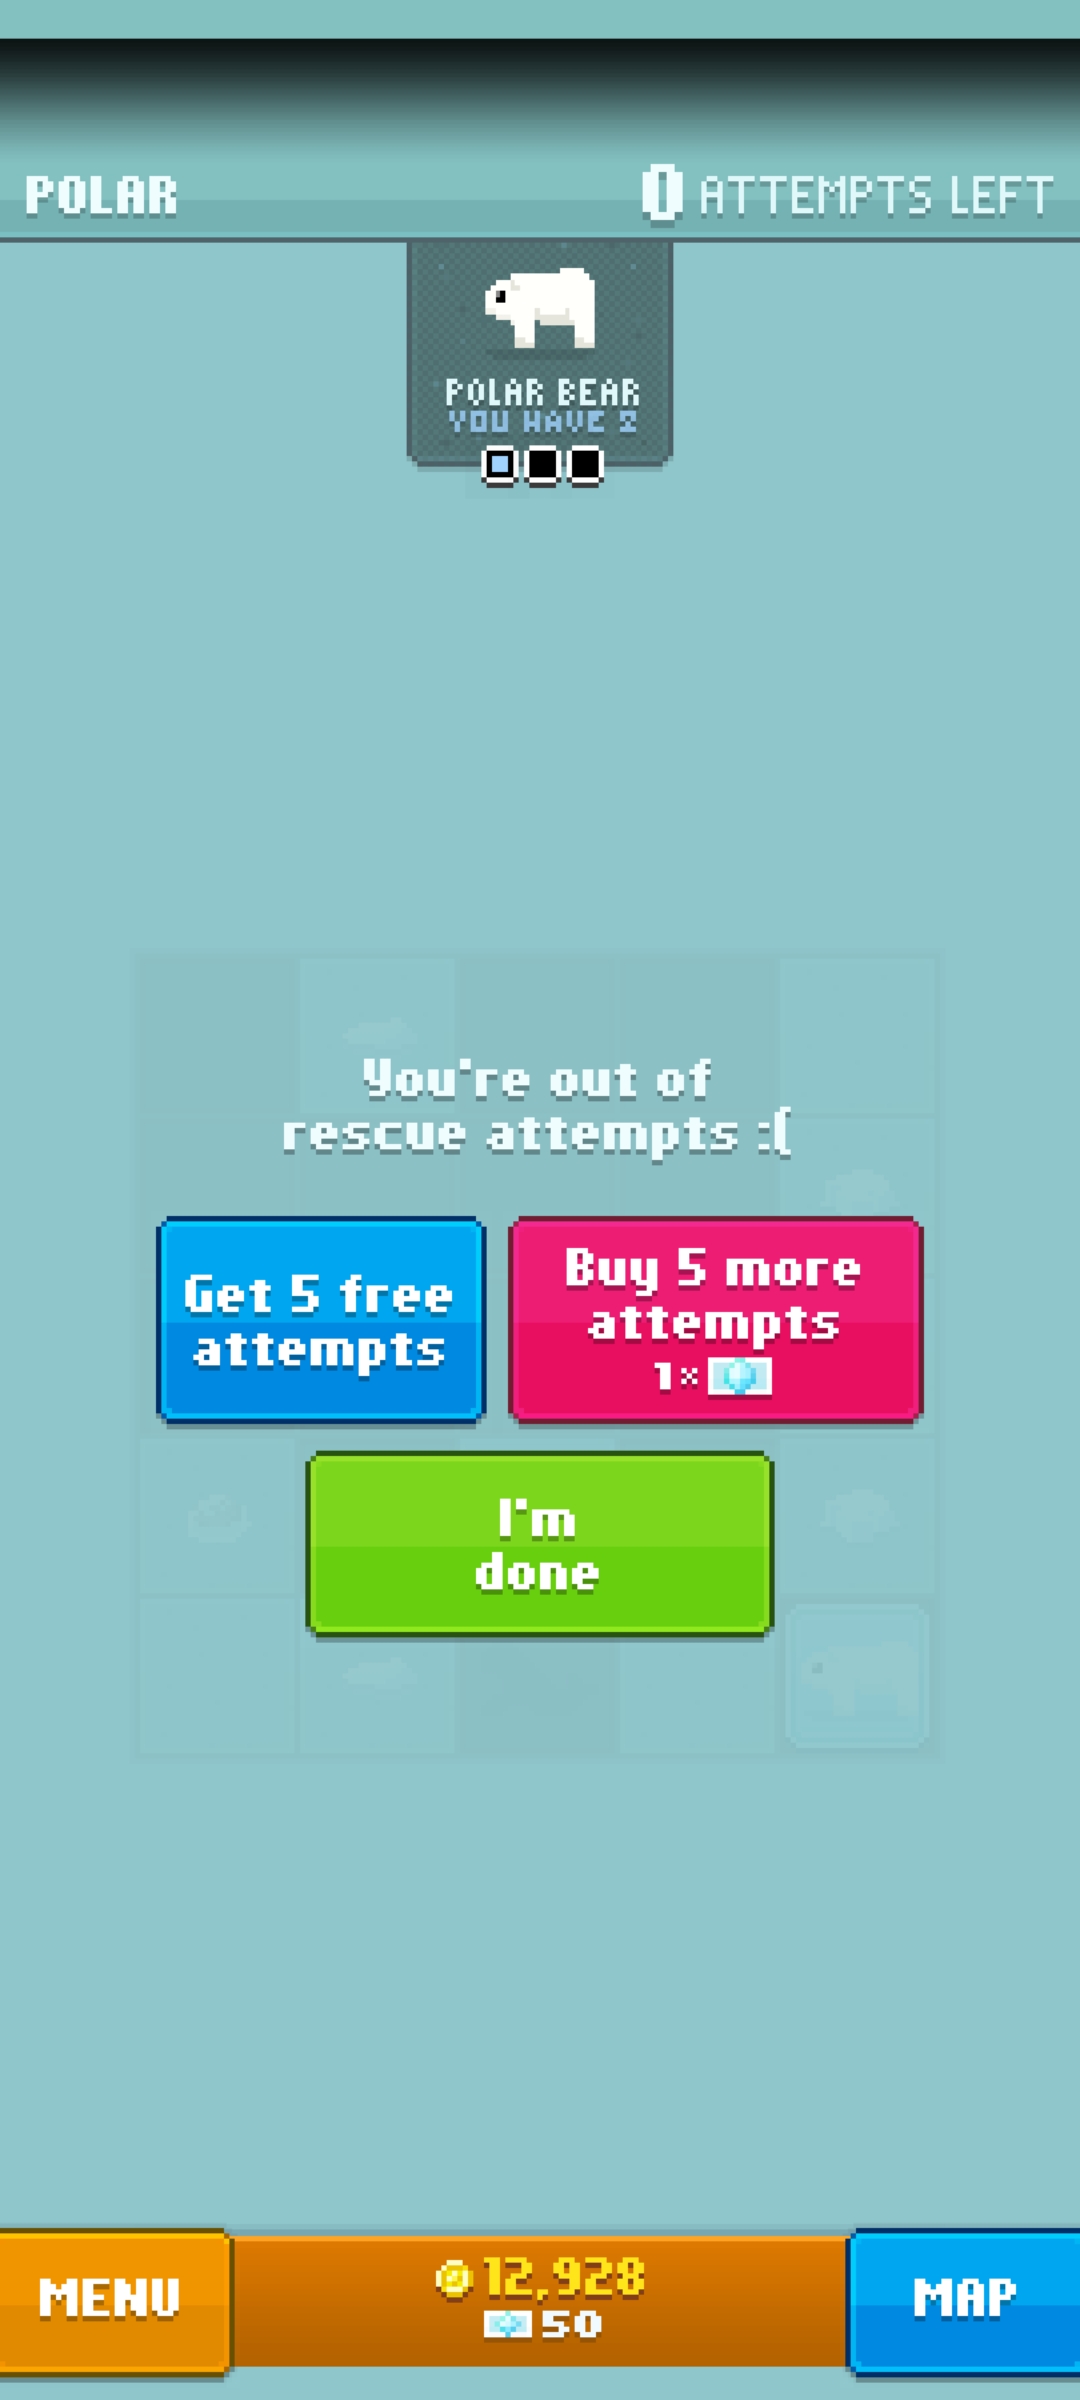 POLAR
0 ATTEMPTS LEFT
POLAR BEAR
YOU HAVE 2
You're out of
rescue attempts :(
Get 5 free
attempts
Buy 5 more
attempts
1×
I'm
done
MENU
12,928
50
MAP